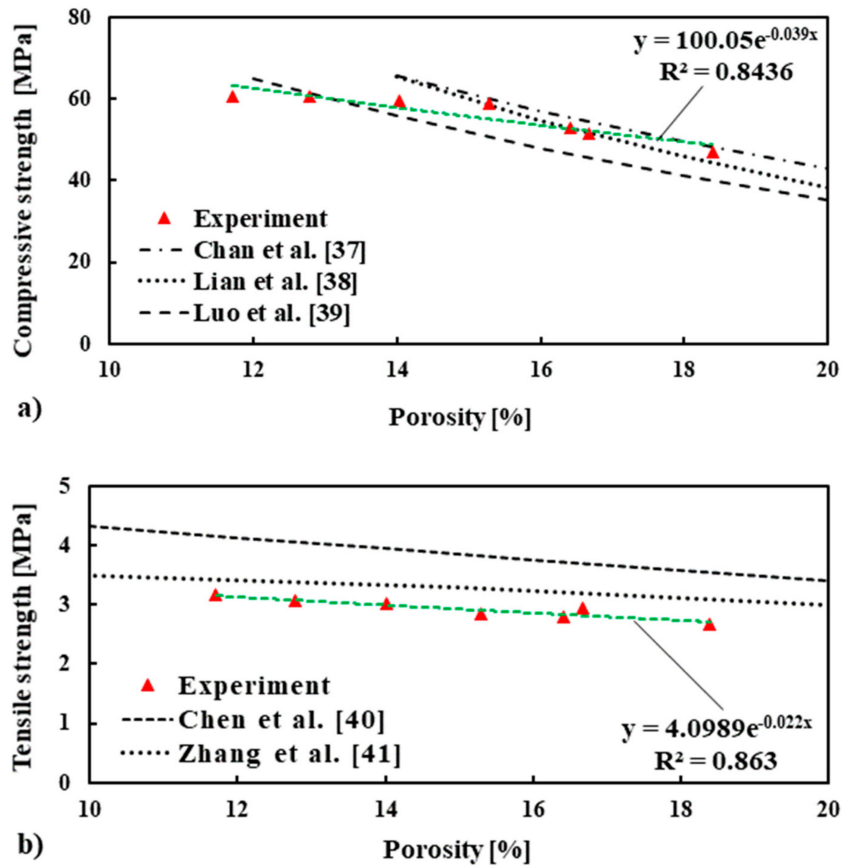 80
60
40
20
0
Compressive strength [MPa]
y = 100.05e^-0.039x
R² = 0.8436
Experiment
Chan et al. [37]
Lian et al. [38]
Luo et al. [39]
10 12 14 16 18 20
a)
Porosity [%]
5
4
3
2
1
0
Tensile strength [MPa]
Experiment
Chen et al. [40]
Zhang et al. [41]
y = 4.0989e^-0.022x
R² = 0.863
10 12 14 16 18 20
b)
Porosity [%]